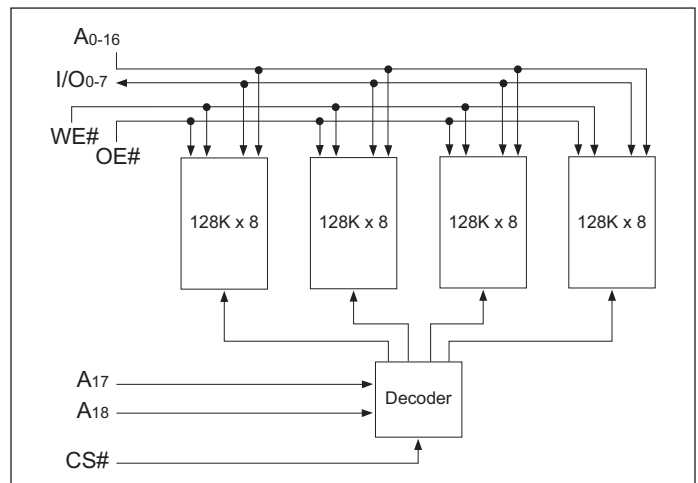 A0-16
I/O0-7
WE#
OE#
128K x 8
128K x 8
128K x 8
128K x 8
A17
Decoder
A18
CS#